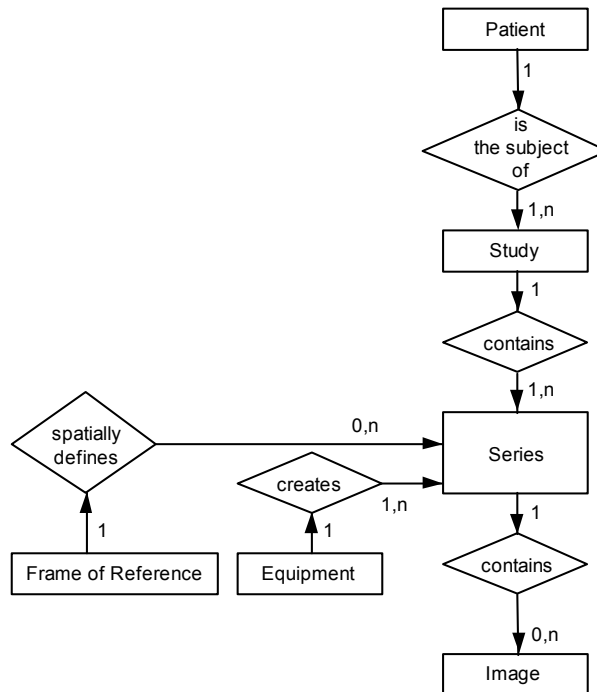 Patient
1
is
the subject
of
1,n
Study
1
contains
1,n
spatially
defines
0,n
Series
creates
1,n
1
1
1
Frame of Reference
Equipment
contains
0,n
Image